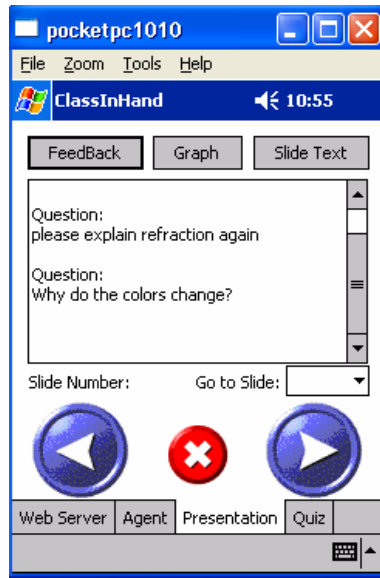 pocketpc1010
File Zoom Tools Help
ClassInHand 10:55
FeedBack Graph Slide Text
Question:
please explain refraction again
Question:
Why do the colors change?
Slide Number: Go to Slide:
Web Server Agent Presentation Quiz